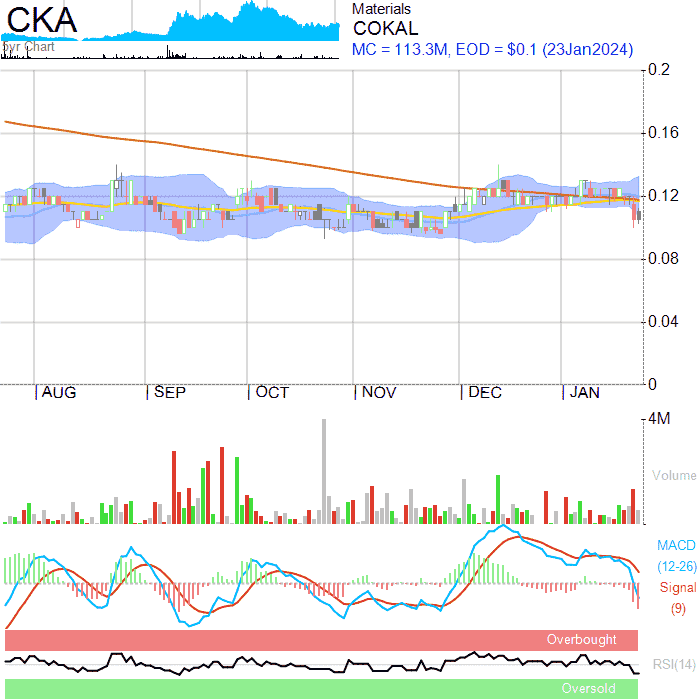 CKA
Materials
COKAL
5yr Chart
MC = 113.3M, EOD = $0.1 (23Jan2024)
0.2
0.16
0.12
0.08
0.04
0
AUG
SEP
OCT
NOV
DEC
JAN
4M
Volume
MACD
(12-26)
Signal
(9)
Overbought
RSI(14)
Oversold